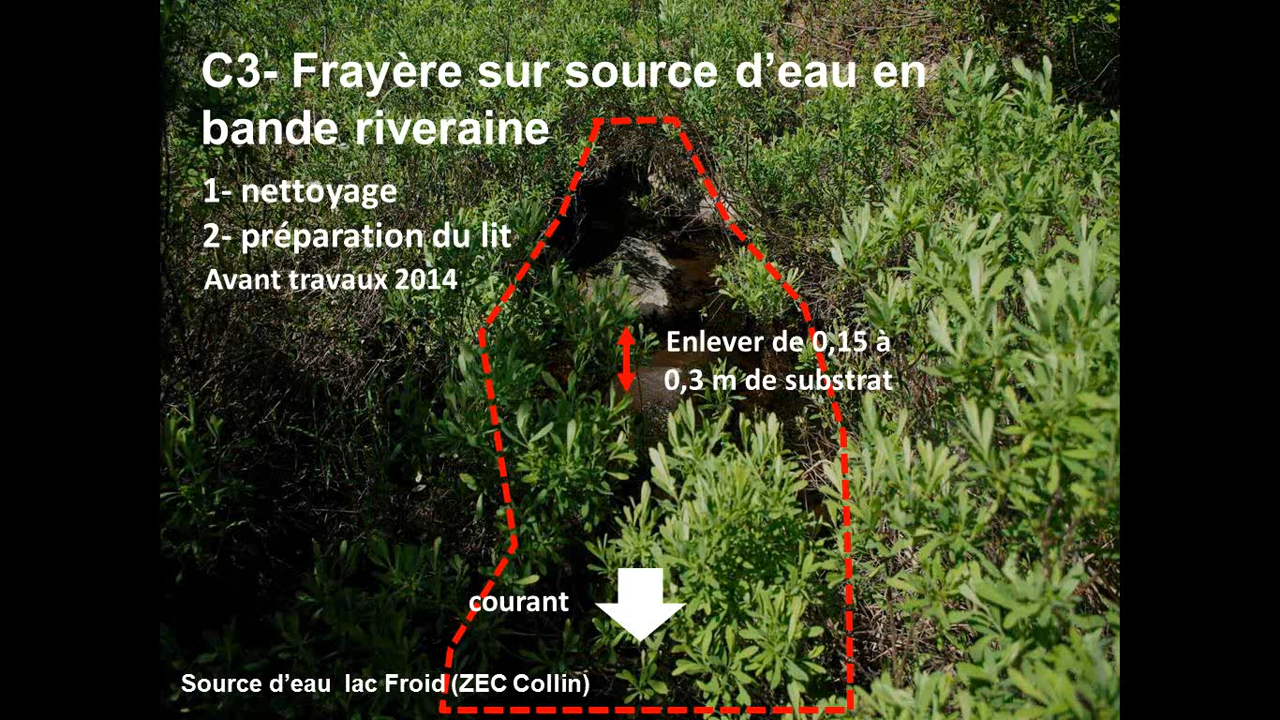 C3- Frayère sur source d’eau en
bande riveraine
1- nettoyage
2- préparation du lit
Avant travaux 2014
Enlever de 0,15 à
0,3 m de substrat
courant
Source d’eau lac Froid (ZEC Collin)